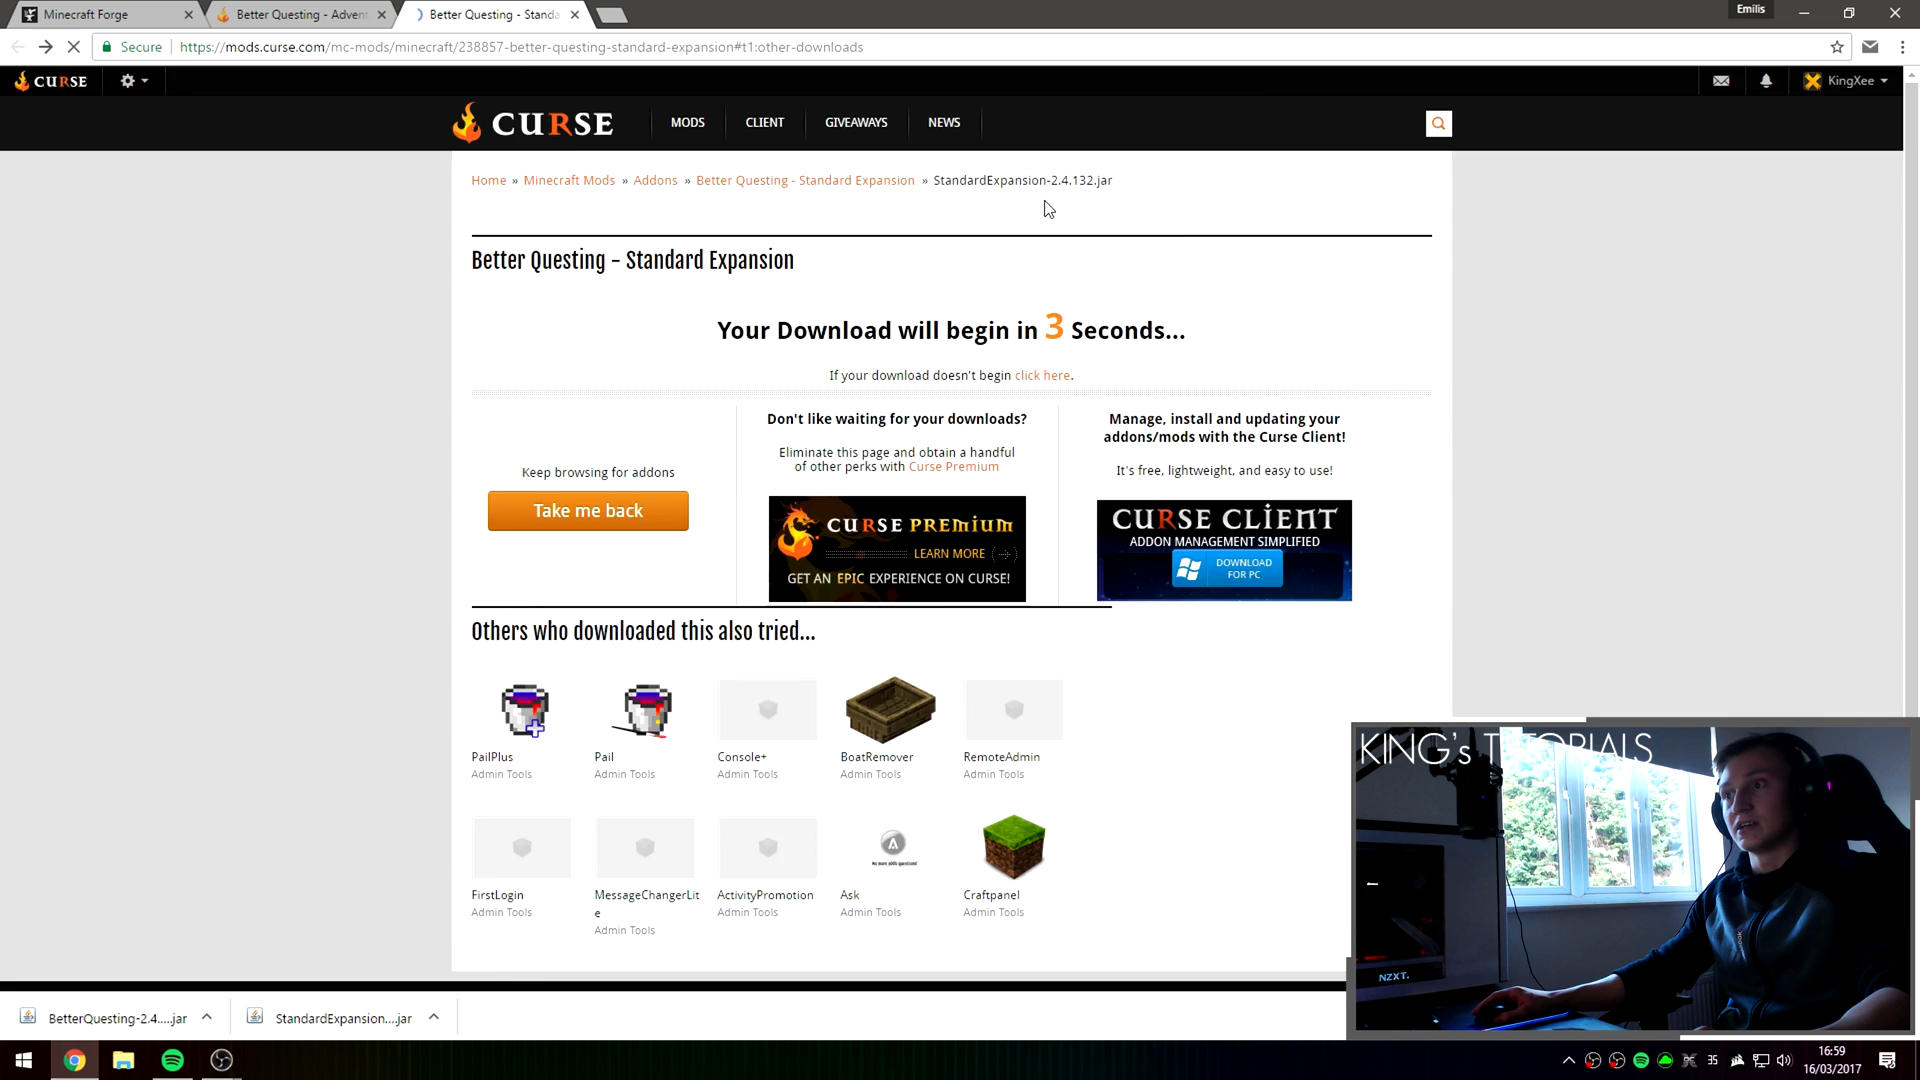 Minecraft Forge
Better Questing - Advent
Better Questing - Standa
Emilis
Secure
https://mods.curse.com/mc-mods/minecraft/238857-better-questing-standard-expansion#t1:other-downloads
CURSE
KingXee
CURSE
MODS
CLIENT
GIVEAWAYS
NEWS
Home » Minecraft Mods » Addons » Better Questing - Standard Expansion » StandardExpansion-2.4.132.jar
Better Questing - Standard Expansion
Your Download will begin in 3 Seconds...
If your download doesn't begin click here.
Keep browsing for addons
Take me back
Don't like waiting for your downloads?
Eliminate this page and obtain a handful
of other perks with Curse Premium
CURSE PREMIUM
LEARN MORE
GET AN EPIC EXPERIENCE ON CURSE!
Manage, install and updating your
addons/mods with the Curse Client!
It's free, lightweight, and easy to use!
CURSE CLIENT
ADDON MANAGEMENT SIMPLIFIED
DOWNLOAD
FOR PC
Others who downloaded this also tried...
PailPlus
Admin Tools
Pail
Admin Tools
Console+
Admin Tools
BoatRemover
Admin Tools
RemoteAdmin
Admin Tools
FirstLogin
Admin Tools
MessageChangerLit
e
Admin Tools
ActivityPromotion
Admin Tools
Ask
Admin Tools
Craftpanel
Admin Tools
KING's TUTORIALS
NZXT.
BetterQuesting-2.4.....jar
StandardExpansion....jar
35
16:59
16/03/2017